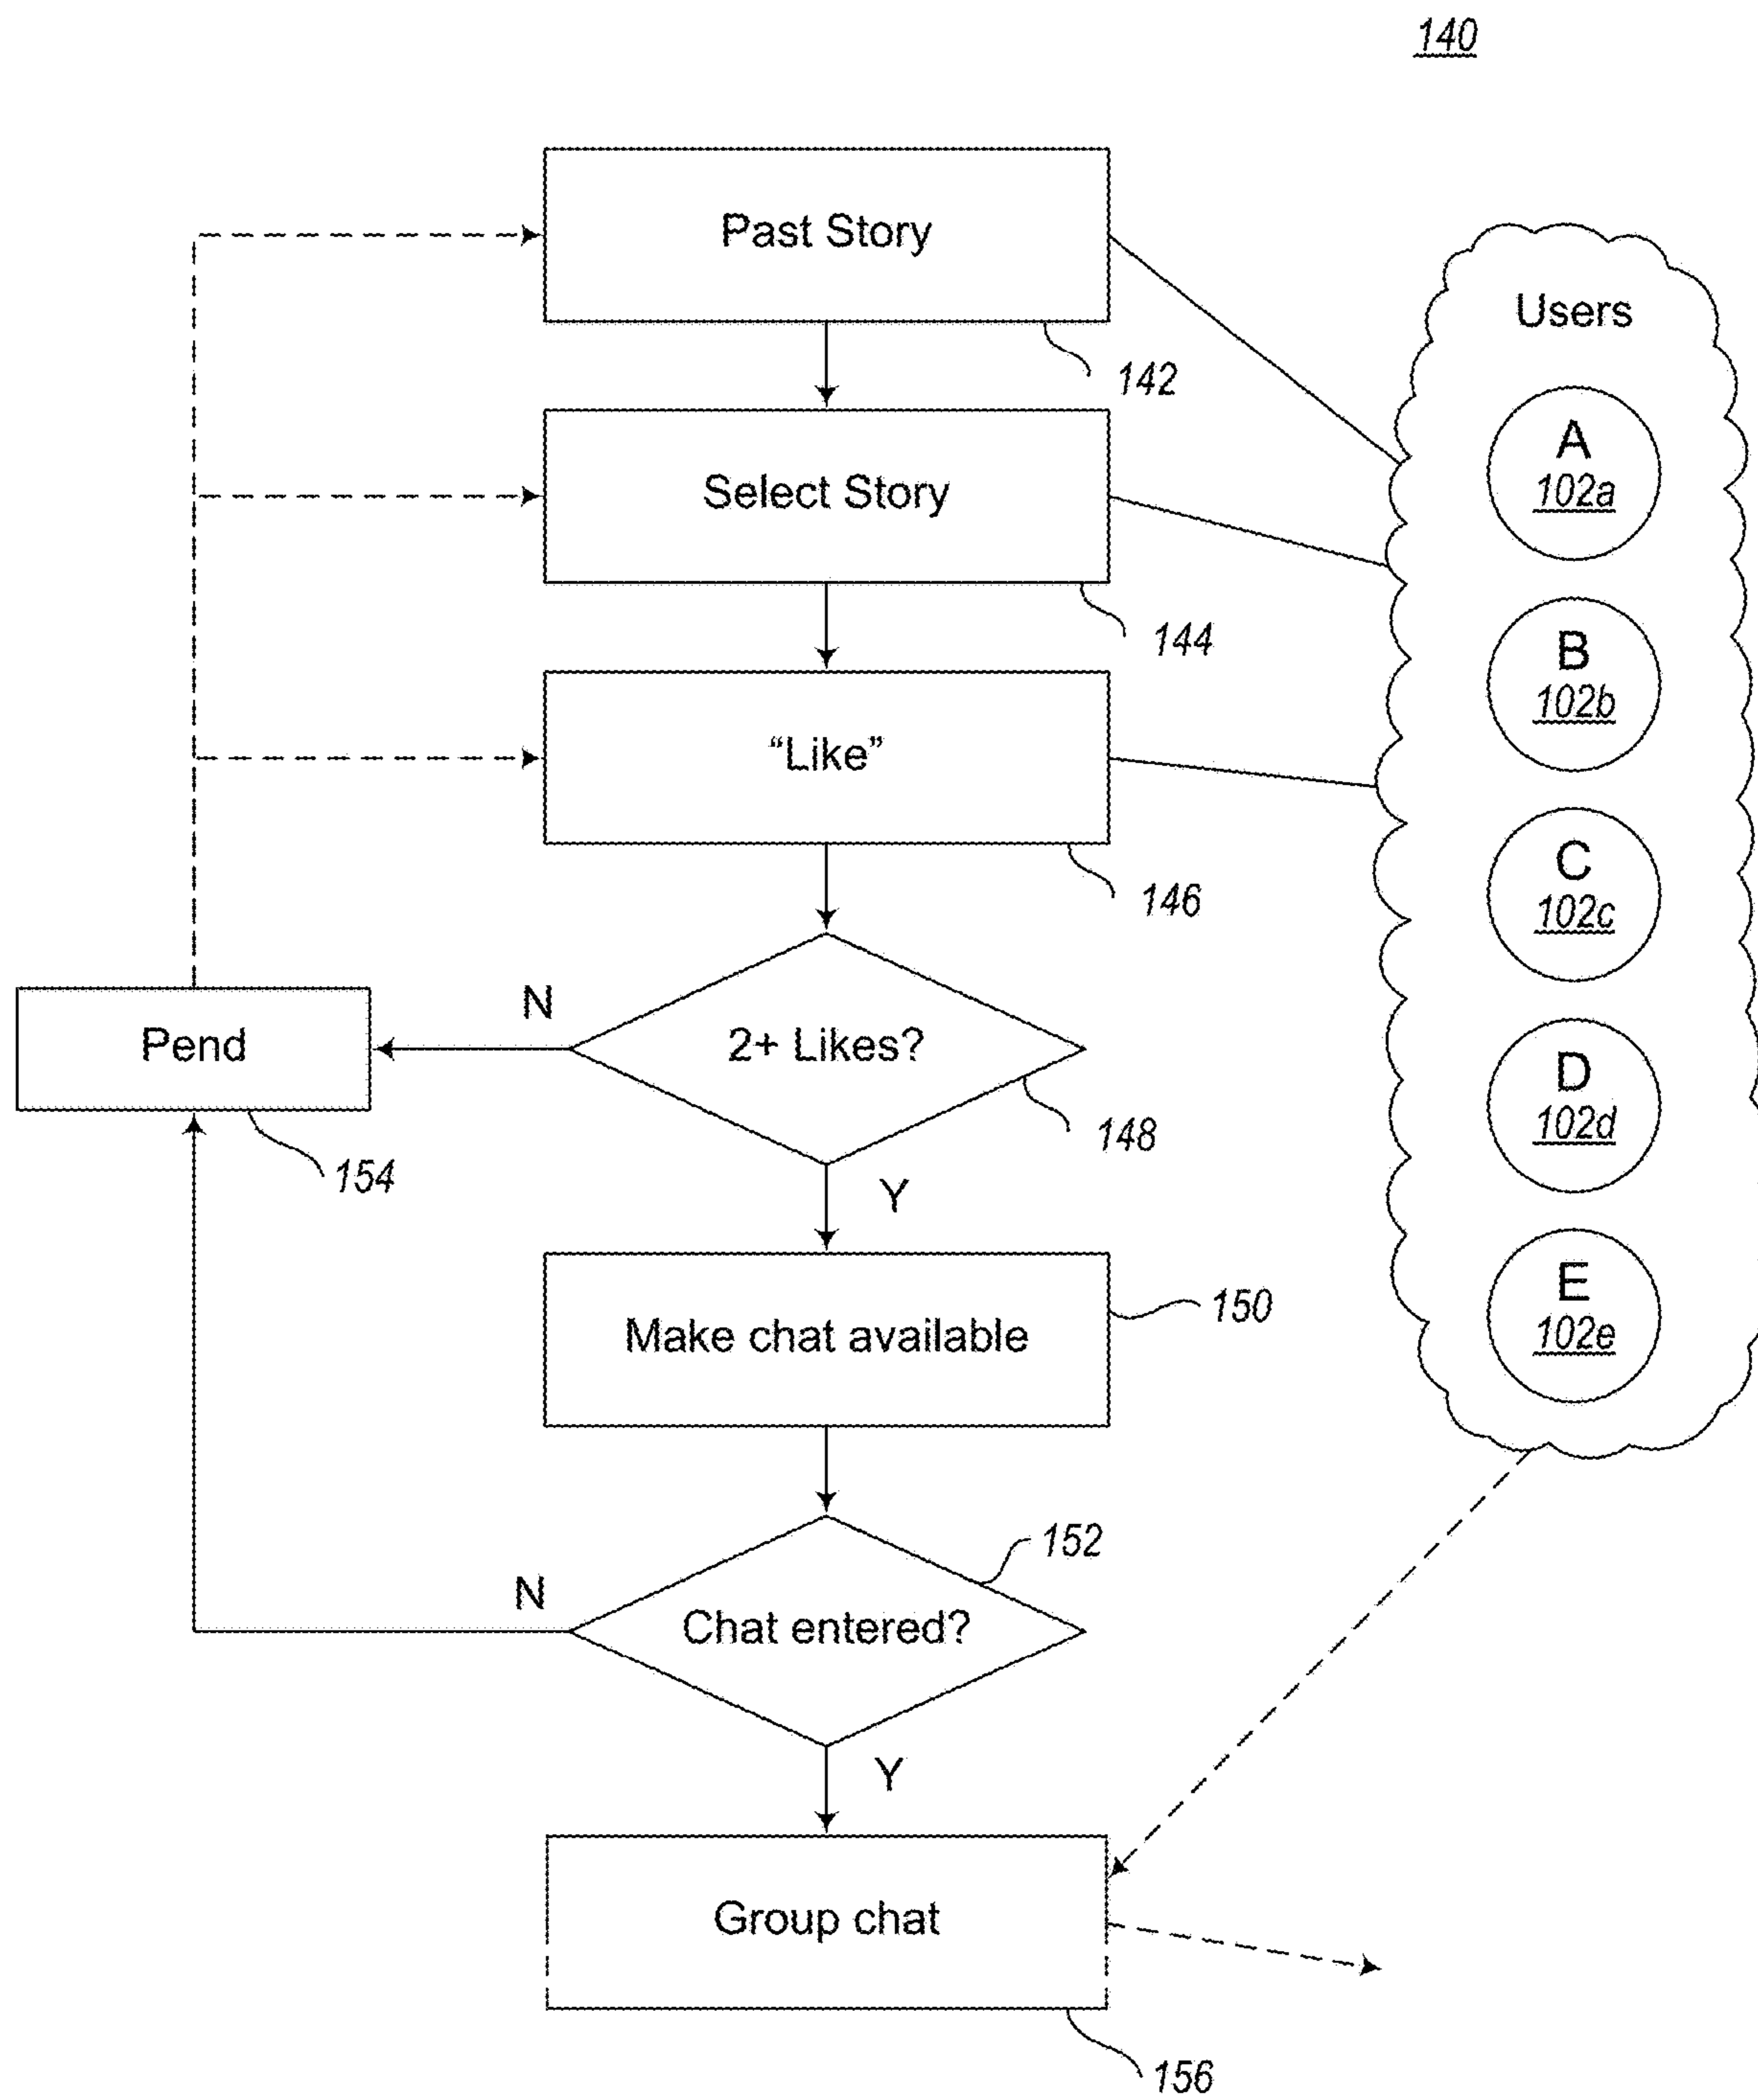 140
Past Story
142
Select Story
144
“Like”
146
2+ Likes?
148
N
Pend
154
Y
Make chat available
150
Chat entered?
152
N
Y
Group chat
156
Users
A
102a
B
102b
C
102c
D
102d
E
102e